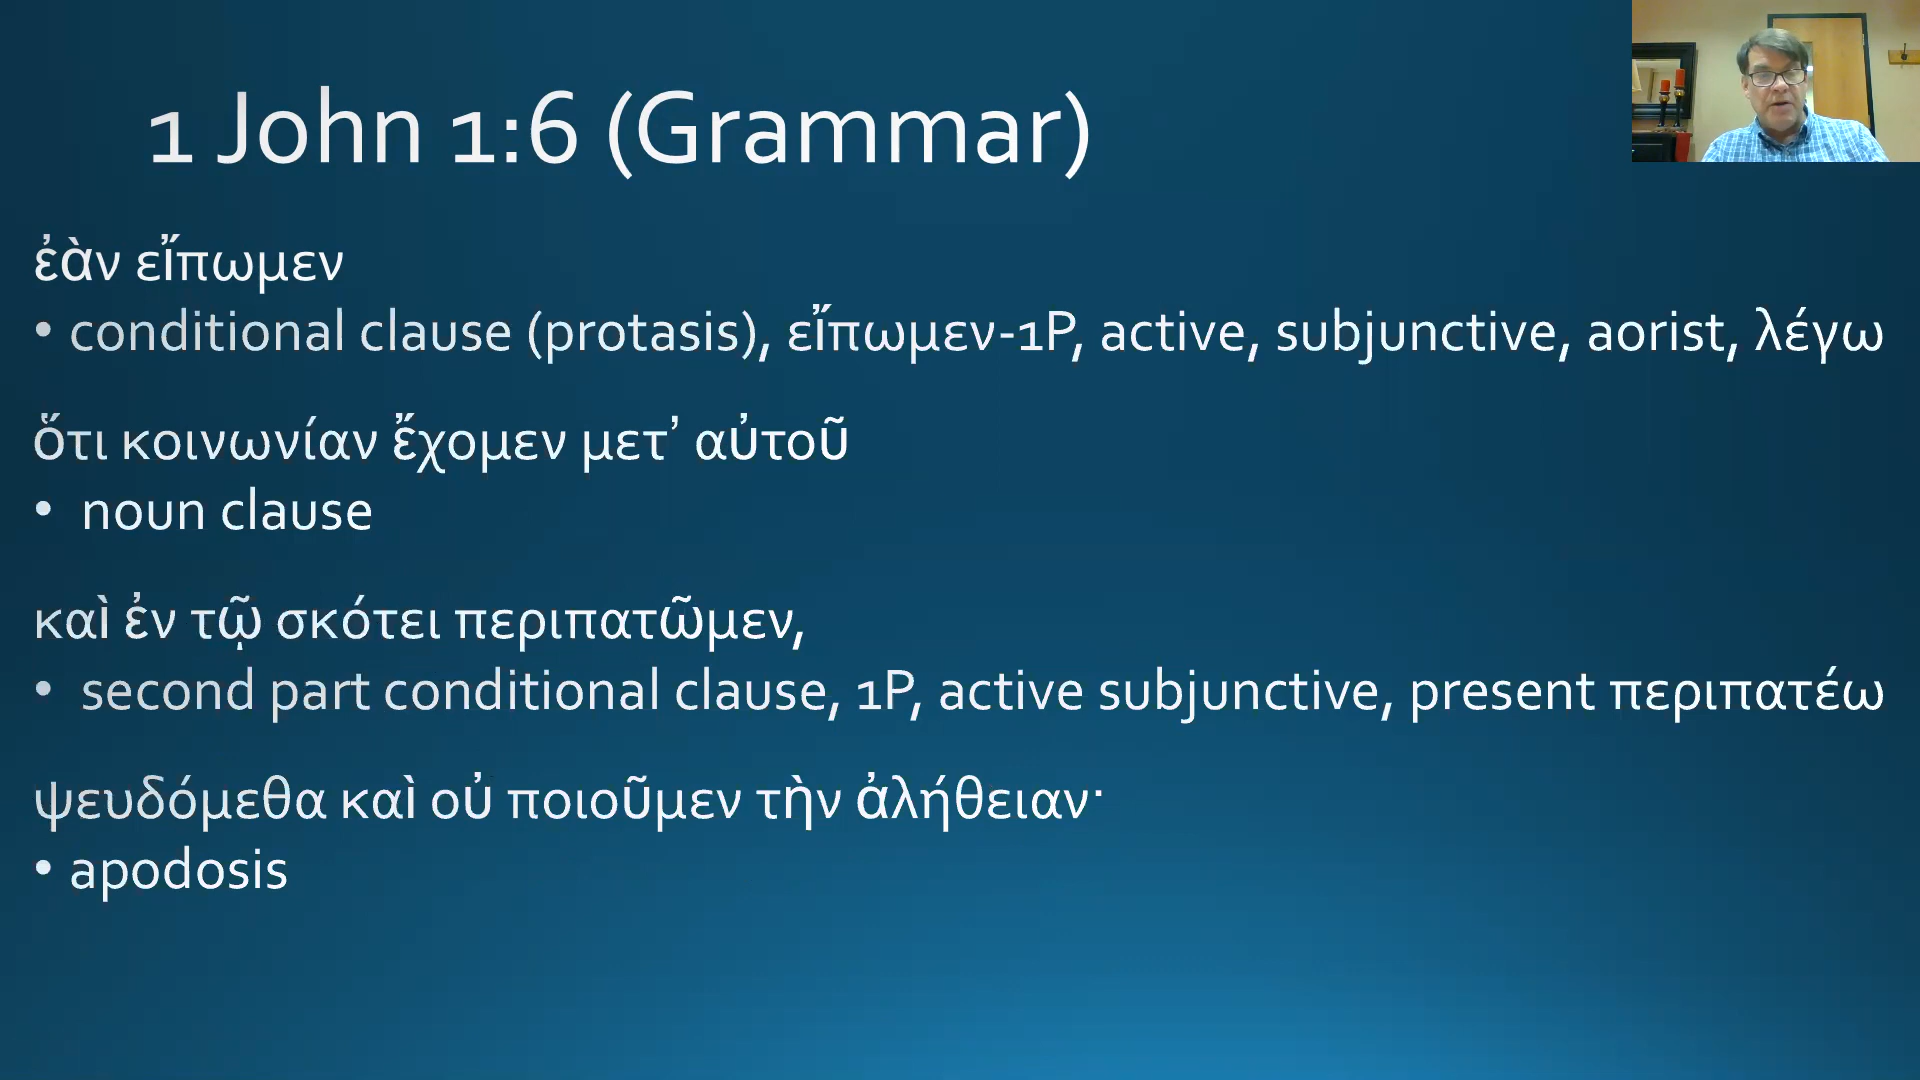 1 John 1:6 (Grammar)
ἐὰν εἴπωμεν
• conditional clause (protasis), εἴπωμεν-1P, active, subjunctive, aorist, λέγω
ὅτι κοινωνίαν ἔχομεν μετ᾽ αὐτοῦ
• noun clause
καὶ ἐν τῷ σκότει περιπατῶμεν,
• second part conditional clause, 1P, active subjunctive, present περιπατέω
ψευδόμεθα καὶ οὐ ποιοῦμεν τὴν ἀλήθειαν·
• apodosis